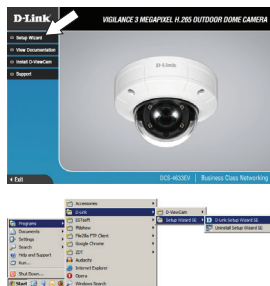 D-Link
VIGILANCE 3 MEGAPIXEL H.265 OUTDOOR DOME CAMERA
Setup Wizard
View Documentation
Install D-ViewCam
Support
D-Link
Exit
DCS-4633EV
Business Class Networking
Accessories
D-Link
D-ViewCam
Programs
Setup Wizard SE
D-Link Setup Wizard SE
Documents
FileZilla FTP Client
Uninstall Setup Wizard SE
Settings
Google Chrome
Search
Help and Support
Audacity
Run...
Internet Explorer
Opera
Shut Down...
Windows Search
Start